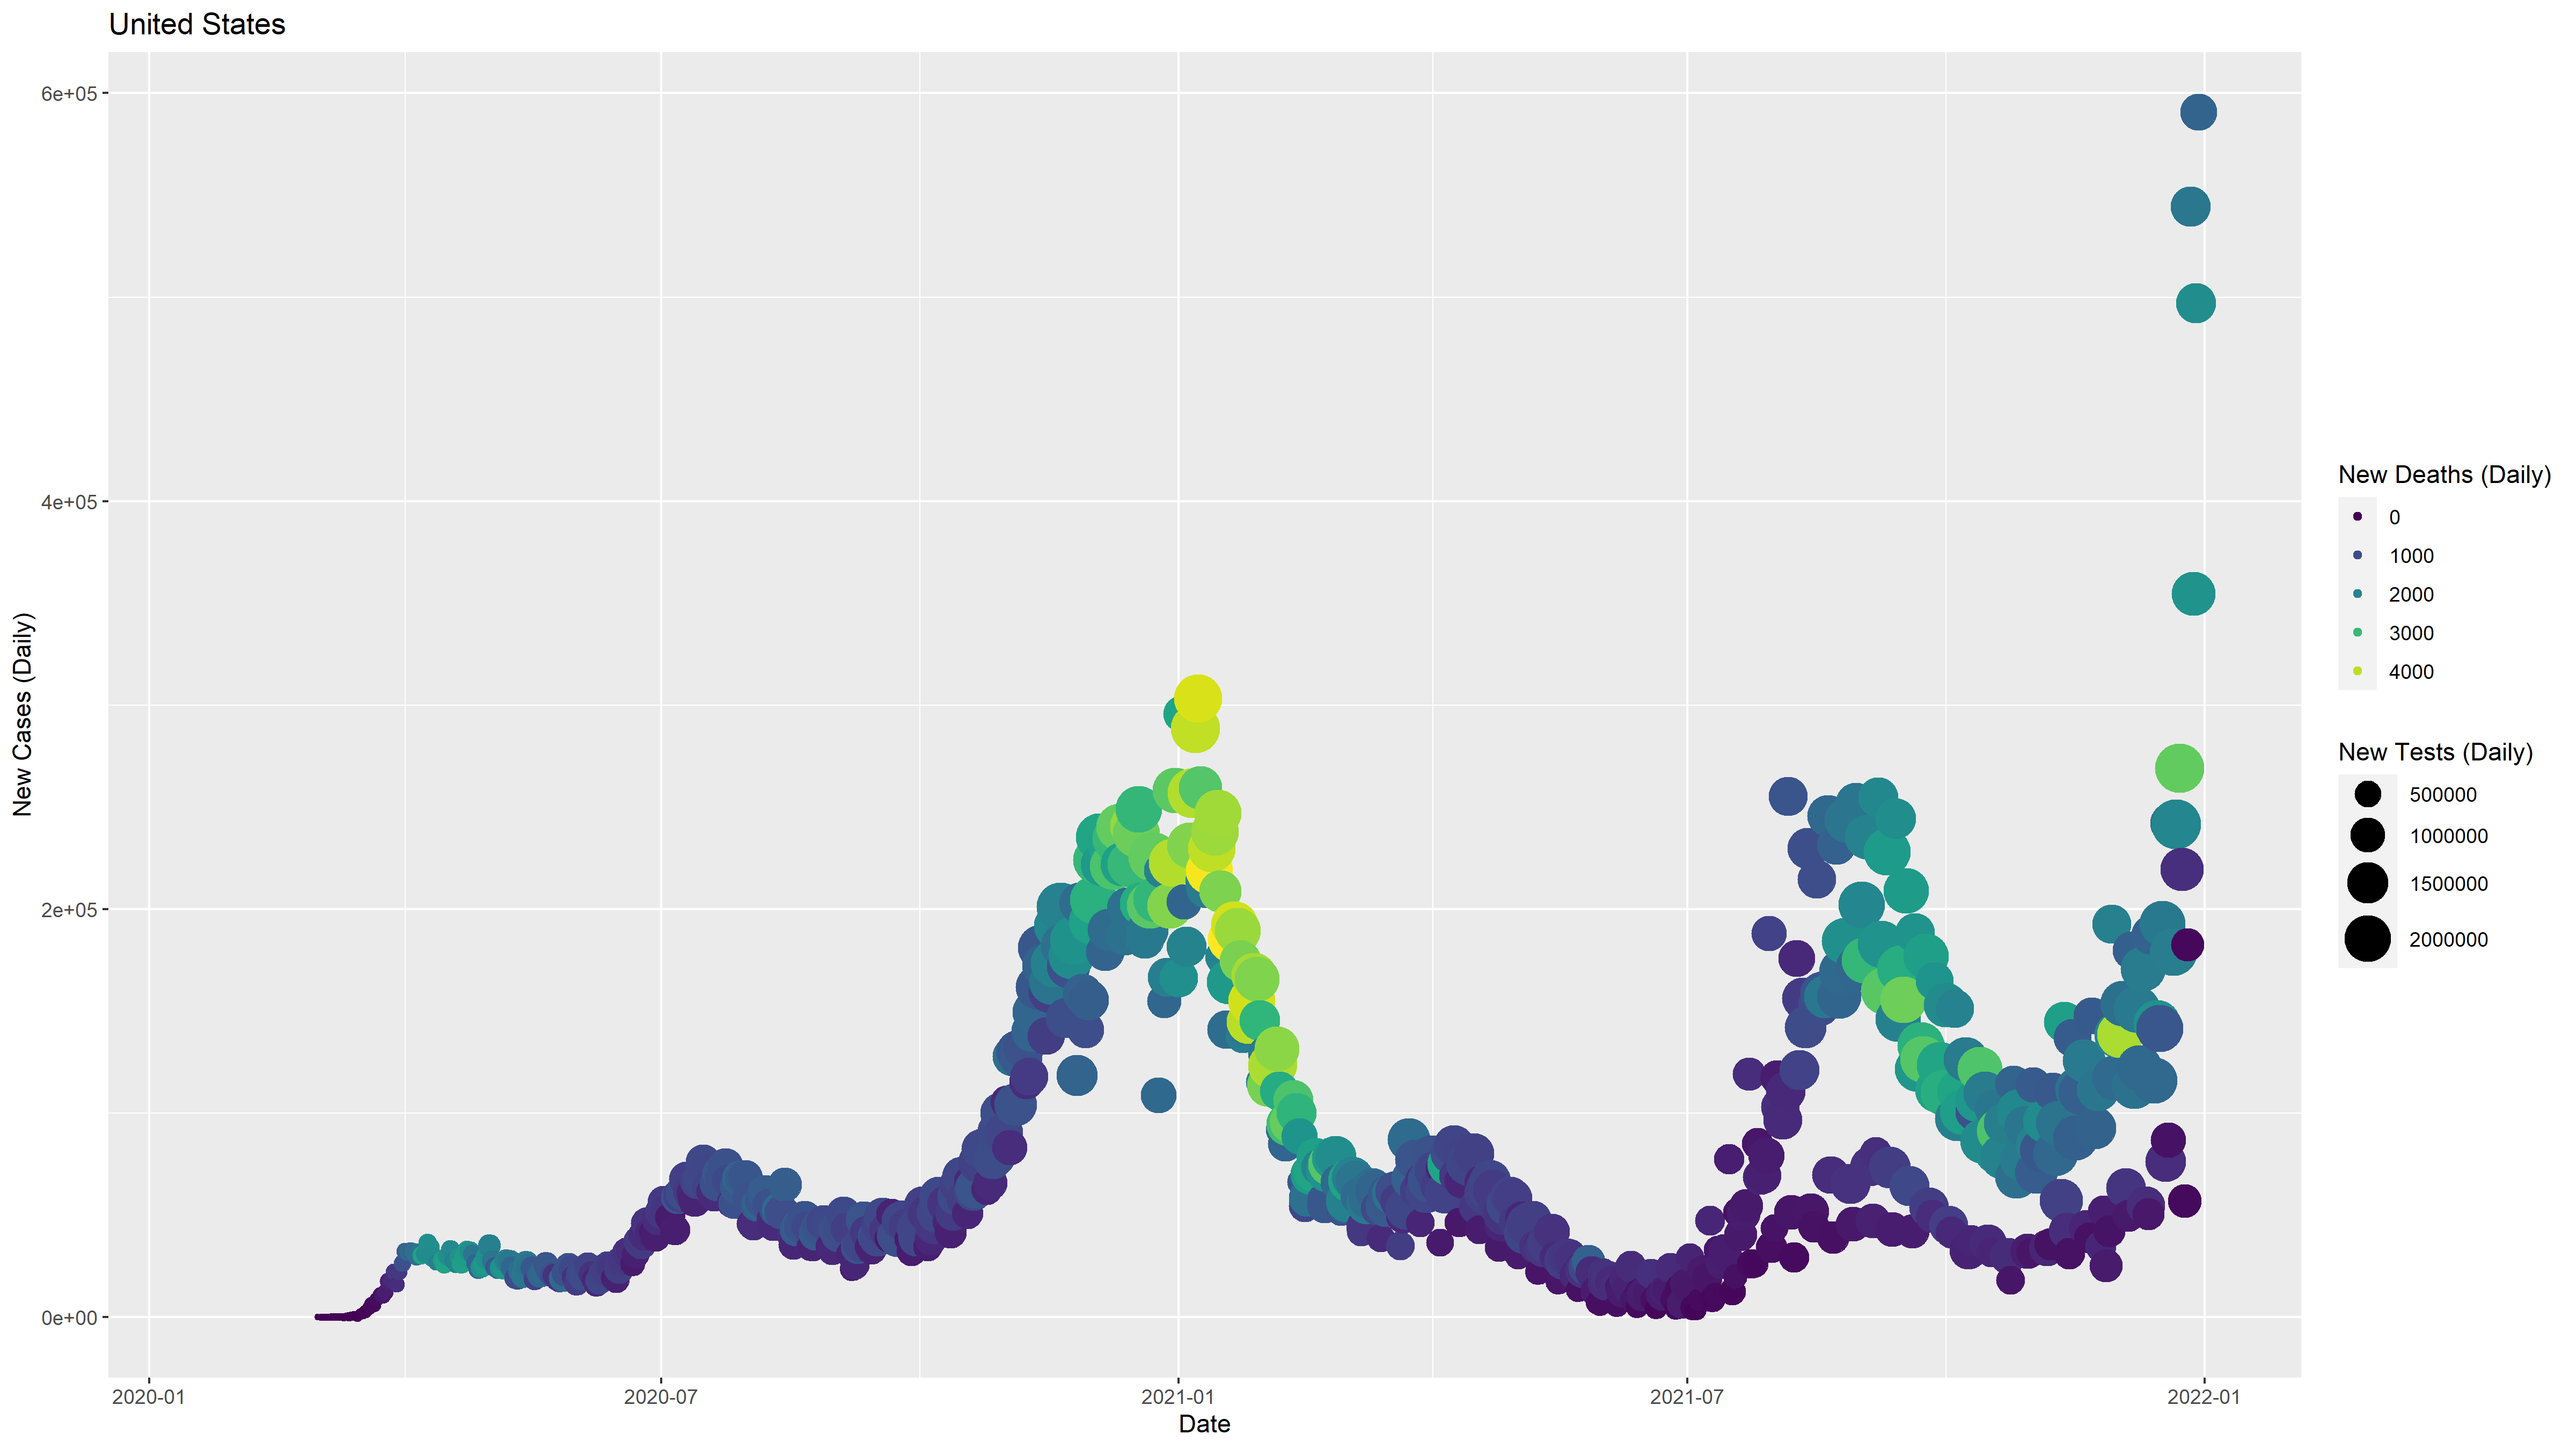 United States
New Cases (Daily)
6e+05
4e+05
2e+05
0e+00
2020-01
2020-07
2021-01
2021-07
2022-01
Date
New Deaths (Daily)
0
1000
2000
3000
4000
New Tests (Daily)
500000
1000000
1500000
2000000